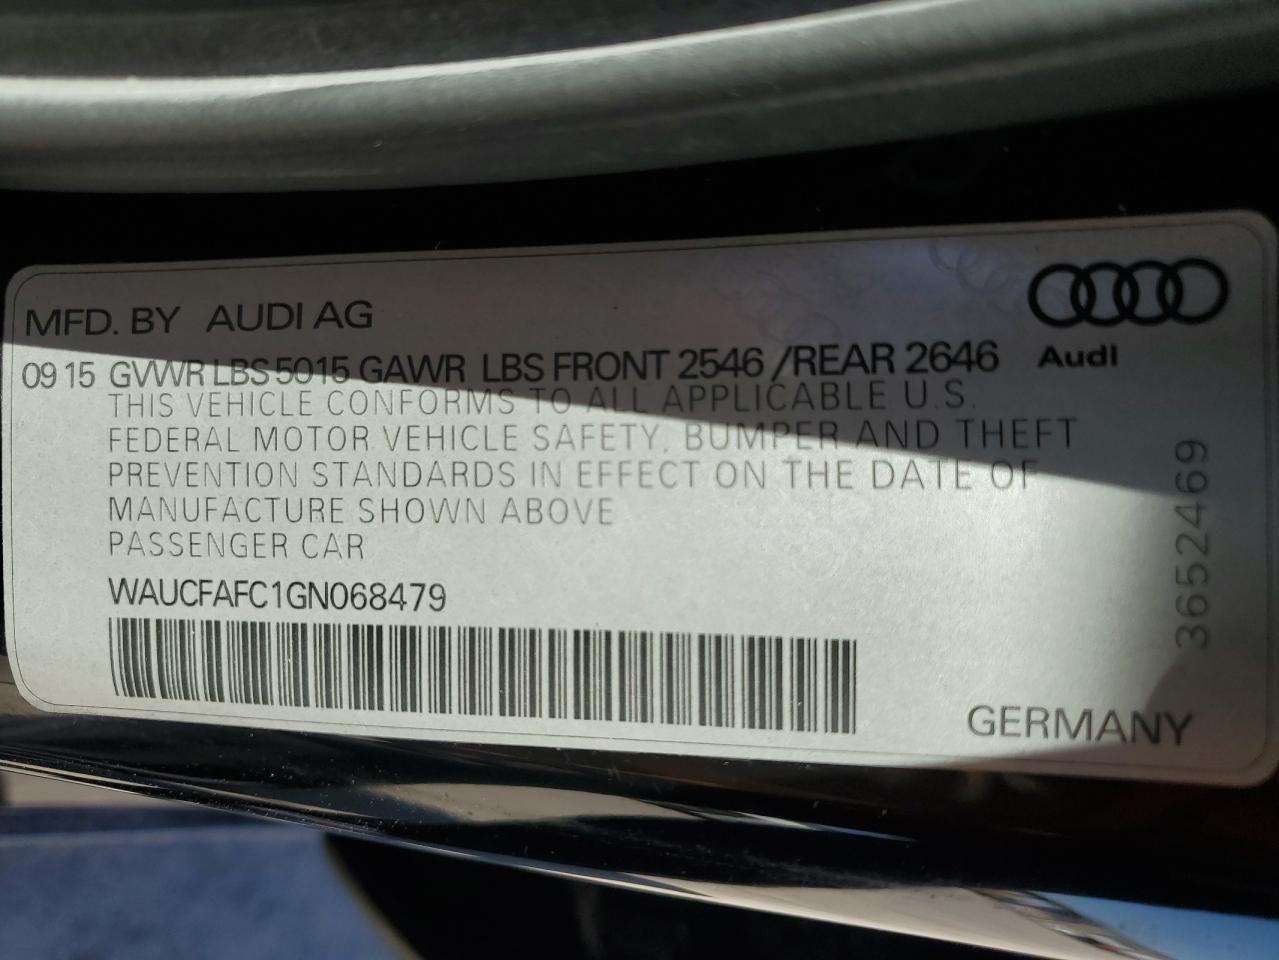 MFD. BY AUDI AG
Audi
09 15 GVWR LBS 5015 GAWR LBS FRONT 2546 /REAR 2646
THIS VEHICLE CONFORMS TO ALL APPLICABLE U.S.
FEDERAL MOTOR VEHICLE SAFETY, BUMPER AND THEFT
PREVENTION STANDARDS IN EFFECT ON THE DATE OF
MANUFACTURE SHOWN ABOVE
PASSENGER CAR
WAUCFAFC1GN068479
3652469
GERMANY